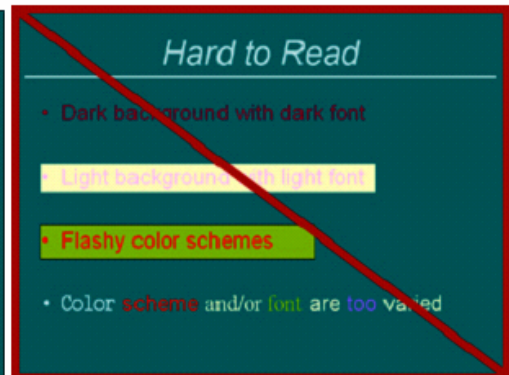 Hard to Read
• Dark background with dark font
• Light background with light font
• Flashy color schemes
• Color scheme and/or font are too varied